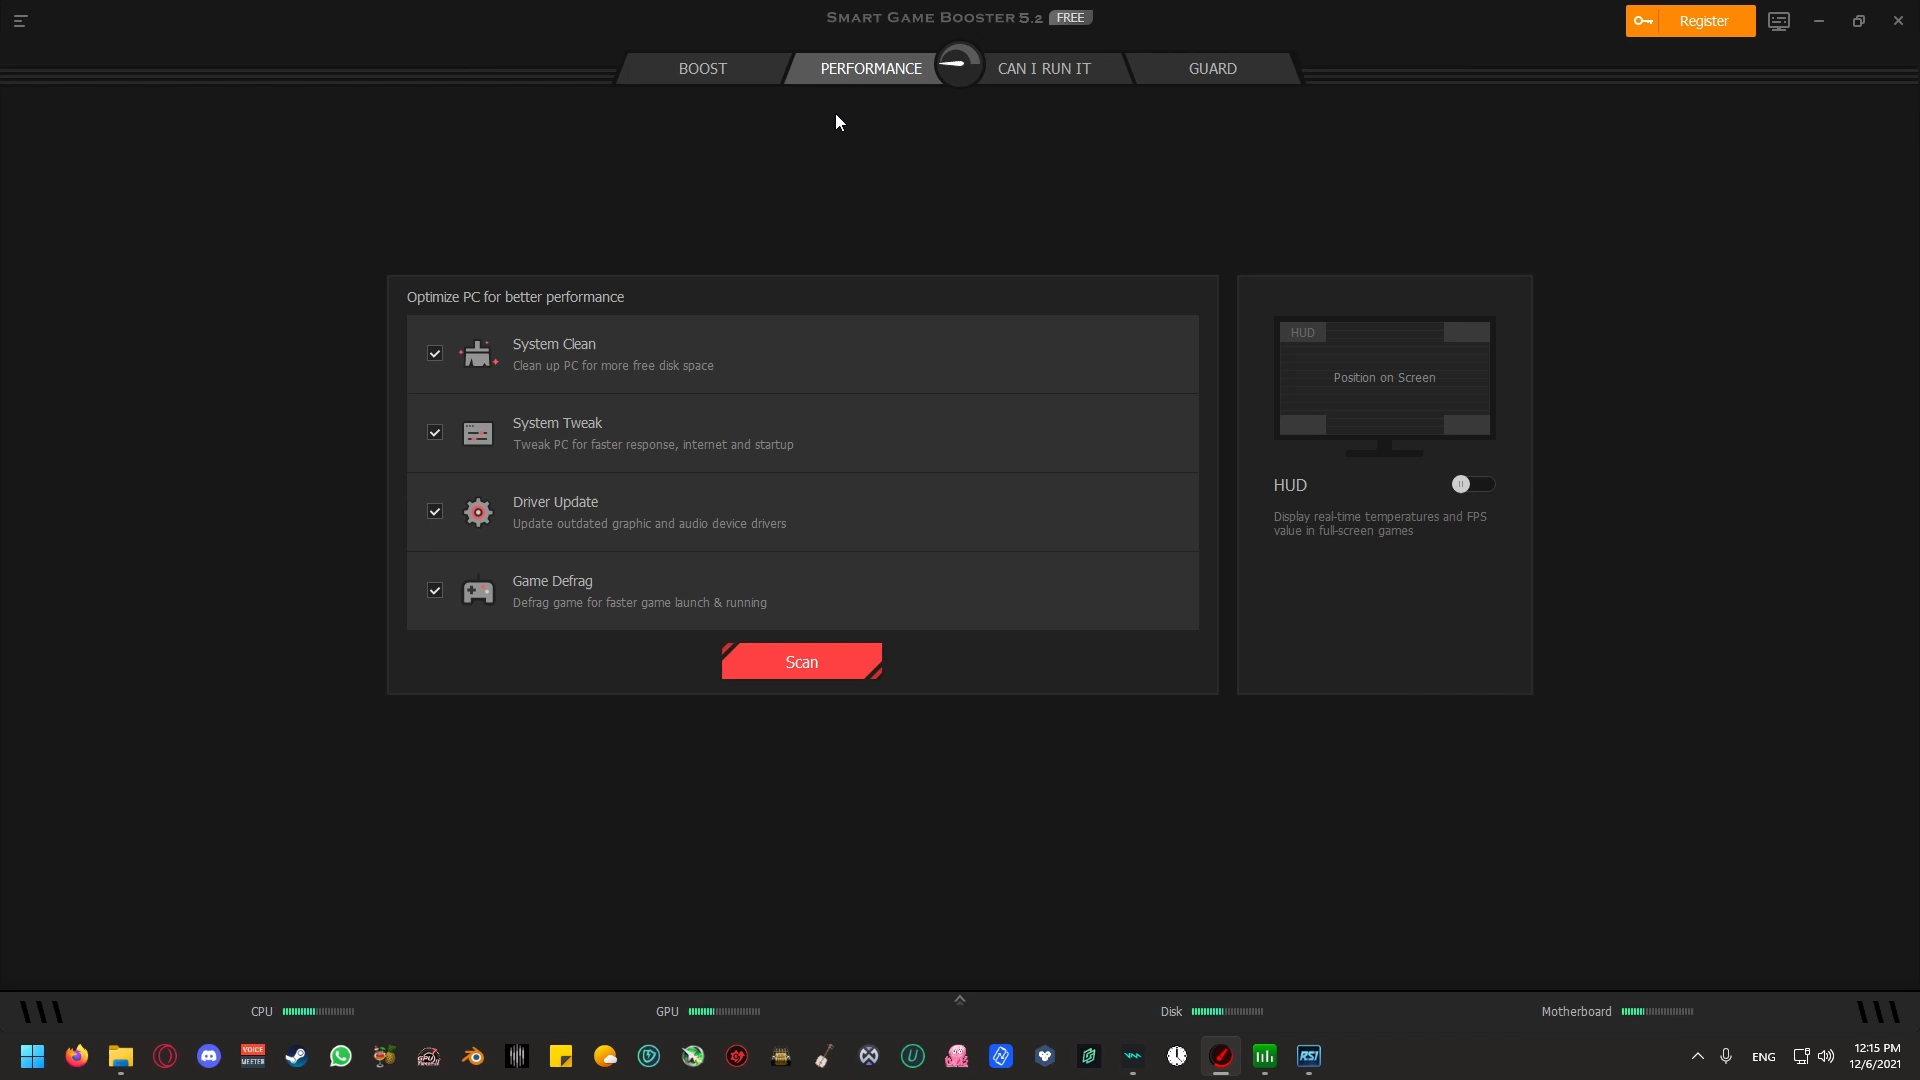 SMART GAME BOOSTER 5.2 FREE
Register
BOOST
PERFORMANCE
CAN I RUN IT
GUARD
Optimize PC for better performance
System Clean
Clean up PC for more free disk space
System Tweak
Tweak PC for faster response, internet and startup
Driver Update
Update outdated graphic and audio device drivers
Game Defrag
Defrag game for faster game launch & running
Scan
HUD
Position on Screen
HUD
Display real-time temperatures and FPS
value in full-screen games
CPU
GPU
Disk
Motherboard
VOICE
MEETER
RSI
ENG
12:15 PM
12/6/2021